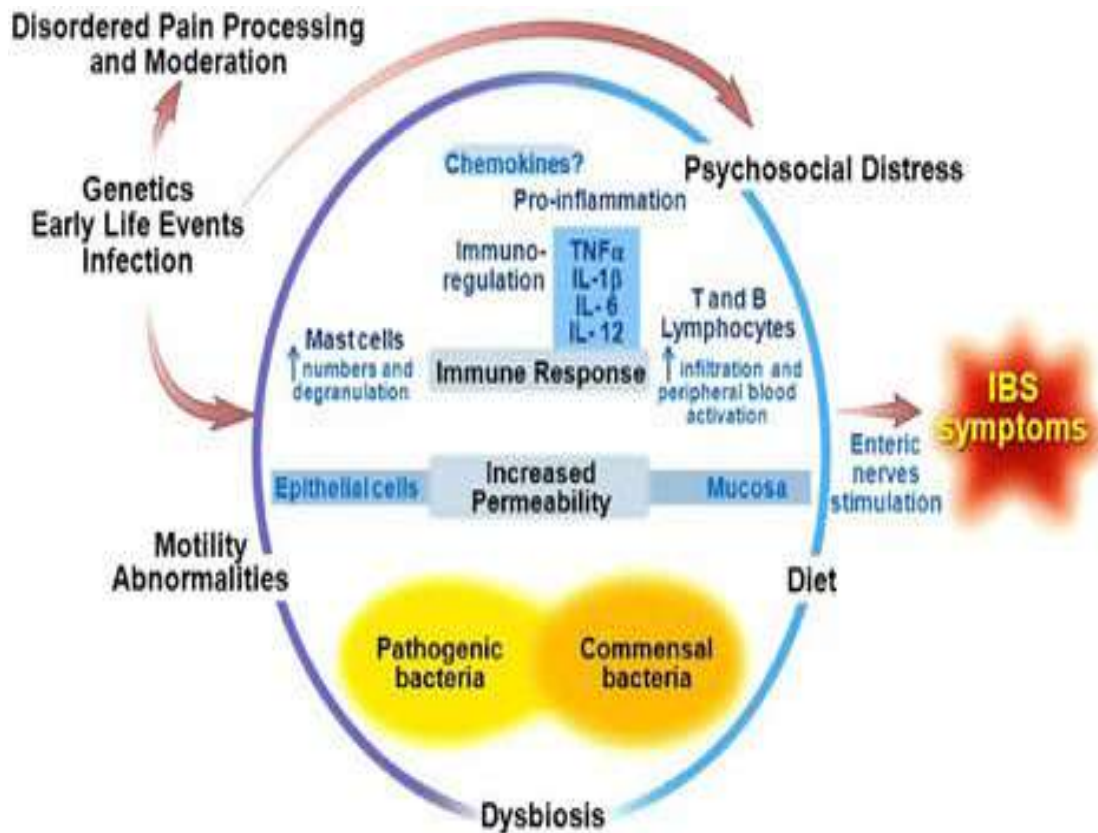 Disordered Pain Processing
and Moderation
Genetics
Early Life Events
Infection
Chemokines?
Pro-inflammation
Psychosocial Distress
Immuno-
regulation
TNFα
IL-1β
IL- 6
IL- 12
T and B
Lymphocytes
↑ infiltration and
peripheral blood
activation
Mast cells
↑ numbers and
degranulation
Immune Response
IBS
symptoms
Enteric
nerves
stimulation
Epithelial cells
Increased
Permeability
Mucosa
Motility
Abnormalities
Diet
Pathogenic
bacteria
Commensal
bacteria
Dysbiosis